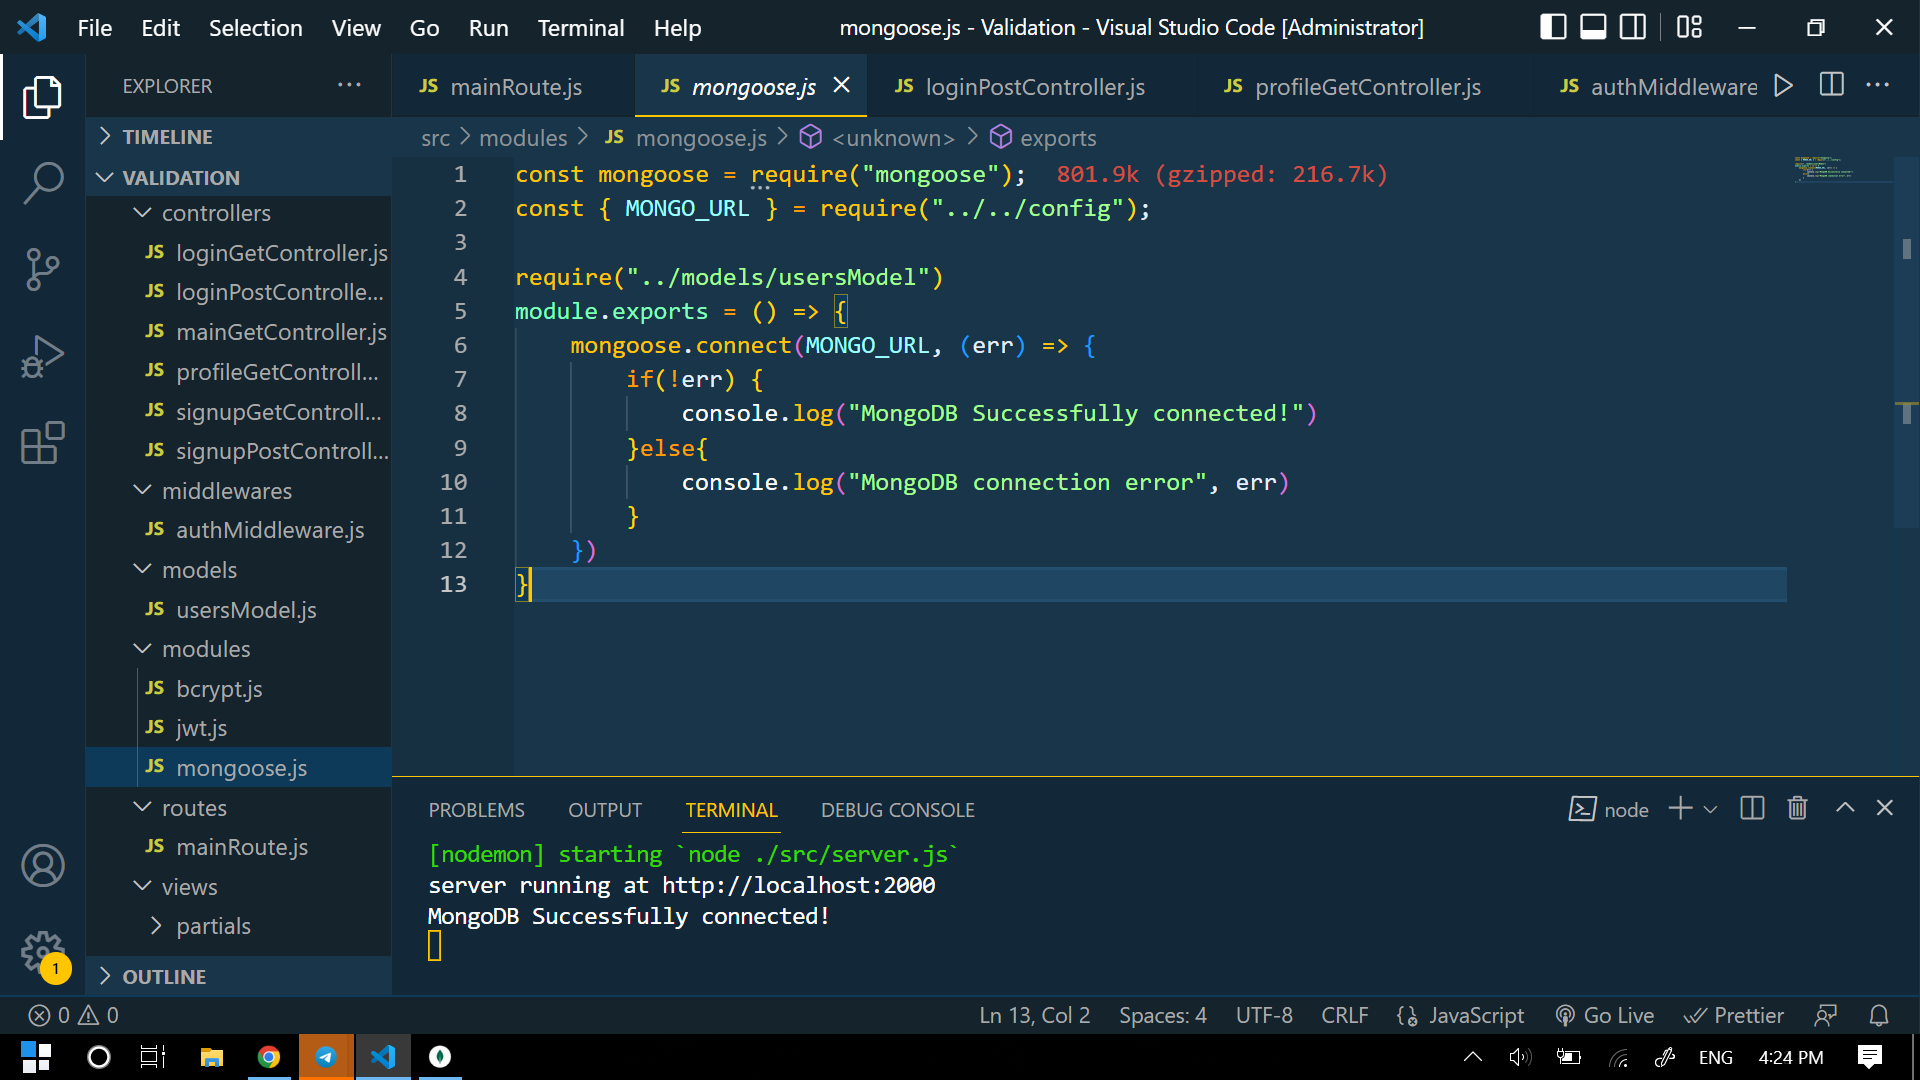 File Edit Selection View Go Run Terminal Help mongoose.js - Validation - Visual Studio Code [Administrator]
EXPLORER ···
JS mainRoute.js JS mongoose.js JS loginPostController.js JS profileGetController.js JS authMiddleware
TIMELINE
VALIDATION
controllers
JS loginGetController.js
JS loginPostControlle...
JS mainGetController.js
JS profileGetControll...
JS signupGetControll...
JS signupPostControll...
middlewares
JS authMiddleware.js
models
JS usersModel.js
modules
JS bcrypt.js
JS jwt.js
JS mongoose.js
routes
JS mainRoute.js
views
partials
OUTLINE
src > modules > JS mongoose.js > <unknown> > exports
1 const mongoose = require("mongoose"); 801.9k (gzipped: 216.7k)
2 const { MONGO_URL } = require("../../config");
3
4 require("../models/usersModel")
5 module.exports = () => {
6 mongoose.connect(MONGO_URL, (err) => {
7 if(!err) {
8 console.log("MongoDB Successfully connected!")
9 }else{
10 console.log("MongoDB connection error", err)
11 }
12 })
13 }
PROBLEMS OUTPUT TERMINAL DEBUG CONSOLE node
[nodemon] starting `node ./src/server.js`
server running at http://localhost:2000
MongoDB Successfully connected!
1
0 0 Ln 13, Col 2 Spaces: 4 UTF-8 CRLF JavaScript Go Live Prettier
ENG 4:24 PM